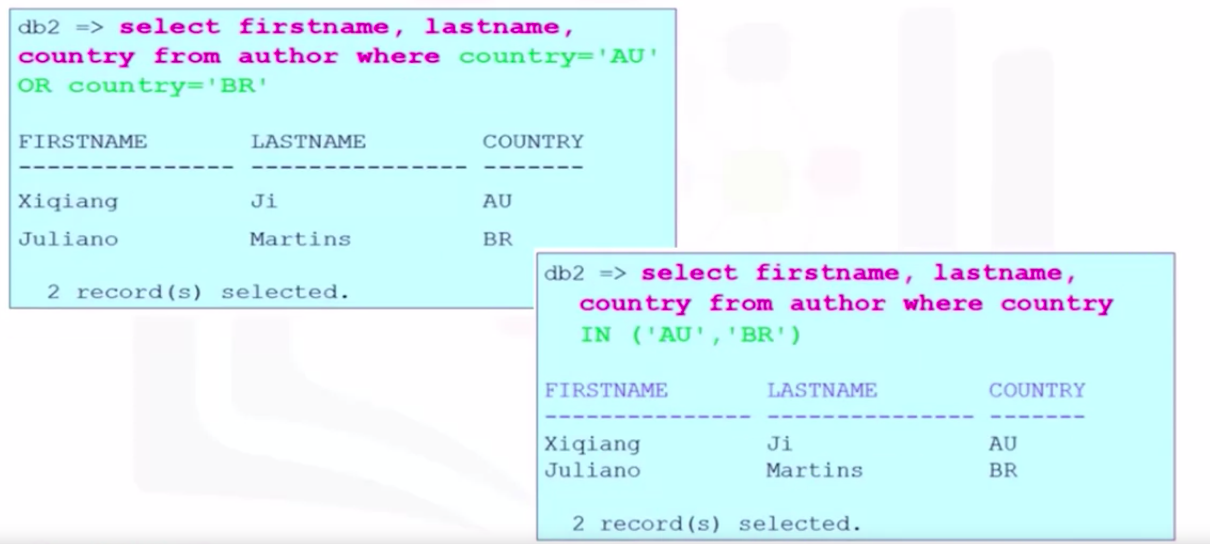 db2 => select firstname, lastname,
country from author where country='AU'
OR country='BR'
FIRSTNAME LASTNAME COUNTRY
--------------- --------------- -------
Xiqiang Ji AU
Juliano Martins BR
2 record(s) selected.
db2 => select firstname, lastname,
country from author where country
IN ('AU','BR')
FIRSTNAME LASTNAME COUNTRY
--------------- --------------- -------
Xiqiang Ji AU
Juliano Martins BR
2 record(s) selected.